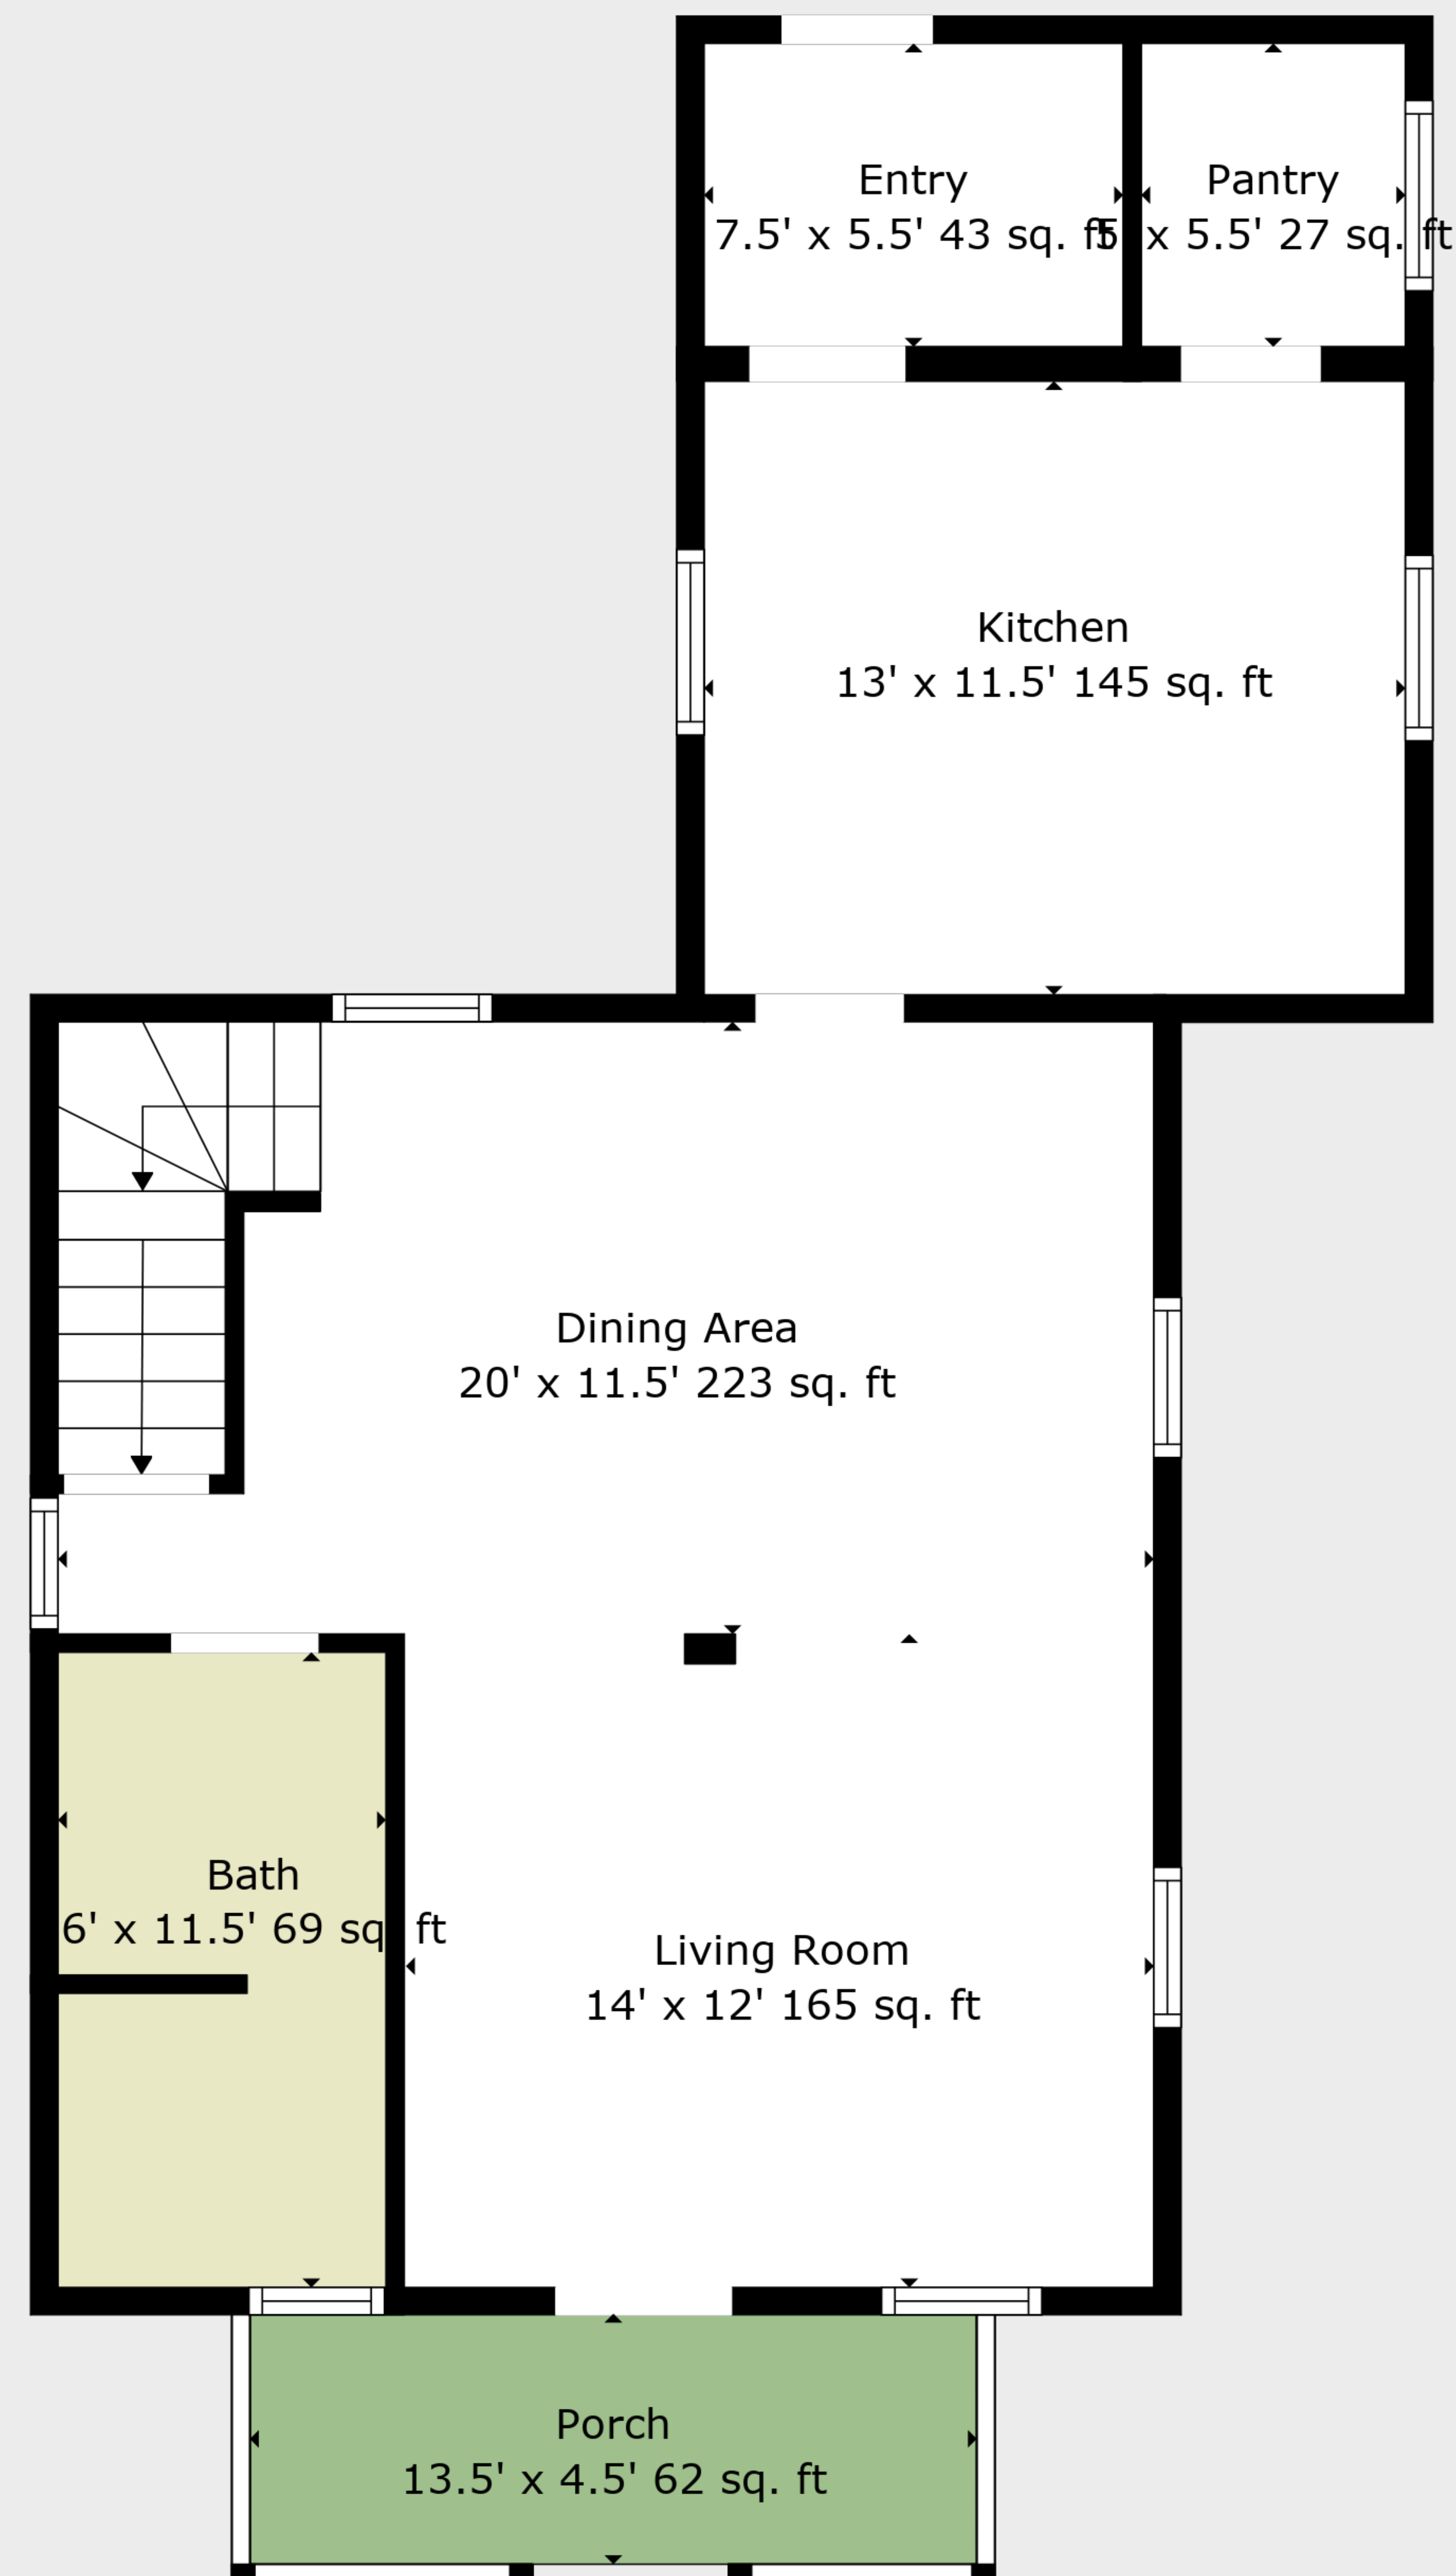 Entry
7.5' x 5.5' 43 sq. ft
Pantry
5' x 5.5' 27 sq. ft
Kitchen
13' x 11.5' 145 sq. ft
Dining Area
20' x 11.5' 223 sq. ft
Bath
6' x 11.5' 69 sq. ft
Living Room
14' x 12' 165 sq. ft
Porch
13.5' x 4.5' 62 sq. ft